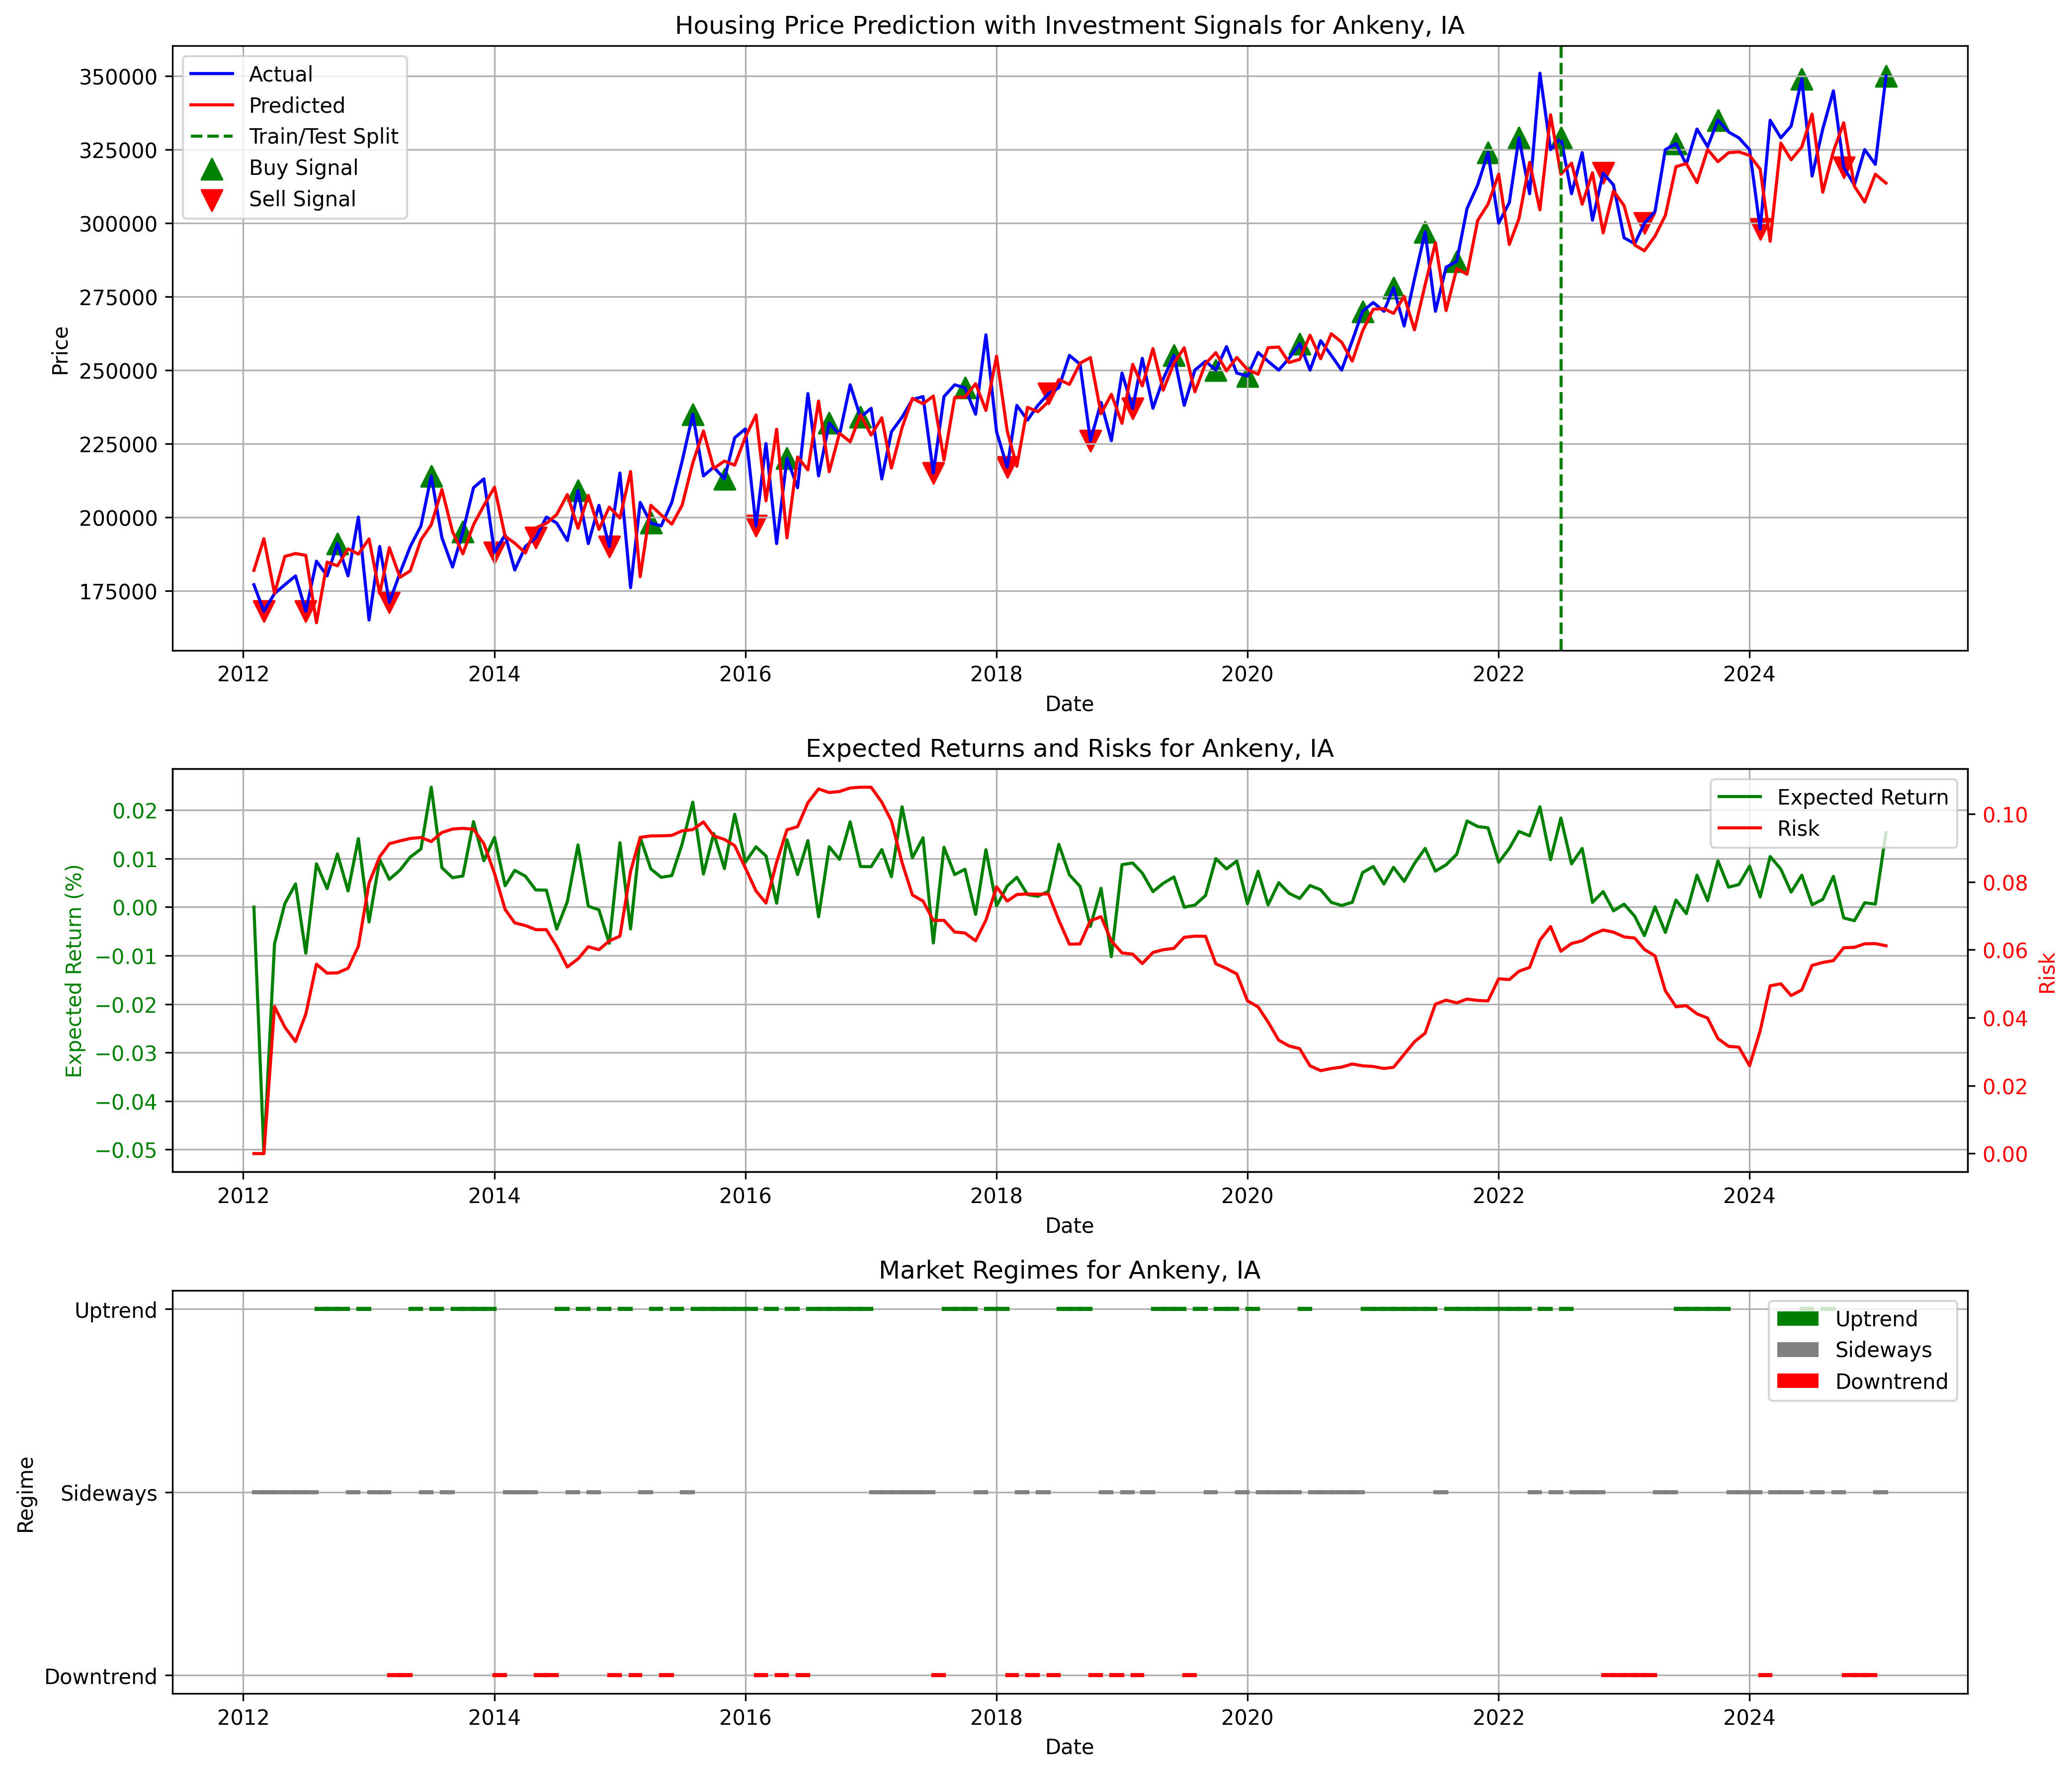 Housing Price Prediction with Investment Signals for Ankeny, IA
Actual
Predicted
Train/Test Split
Buy Signal
Sell Signal
350000
325000
300000
275000
250000
225000
200000
175000
Price
2012 2014 2016 2018 2020 2022 2024
Date
Expected Returns and Risks for Ankeny, IA
Expected Return
Risk
0.02
0.01
0.00
−0.01
−0.02
−0.03
−0.04
−0.05
Expected Return (%)
0.10
0.08
0.06
0.04
0.02
0.00
Risk
2012 2014 2016 2018 2020 2022 2024
Date
Market Regimes for Ankeny, IA
Uptrend
Sideways
Downtrend
Uptrend
Sideways
Downtrend
Regime
2012 2014 2016 2018 2020 2022 2024
Date